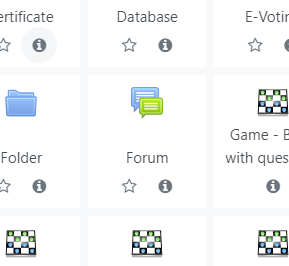 ertificate
Database
E-Votin
Folder
Forum
Game - B
with ques